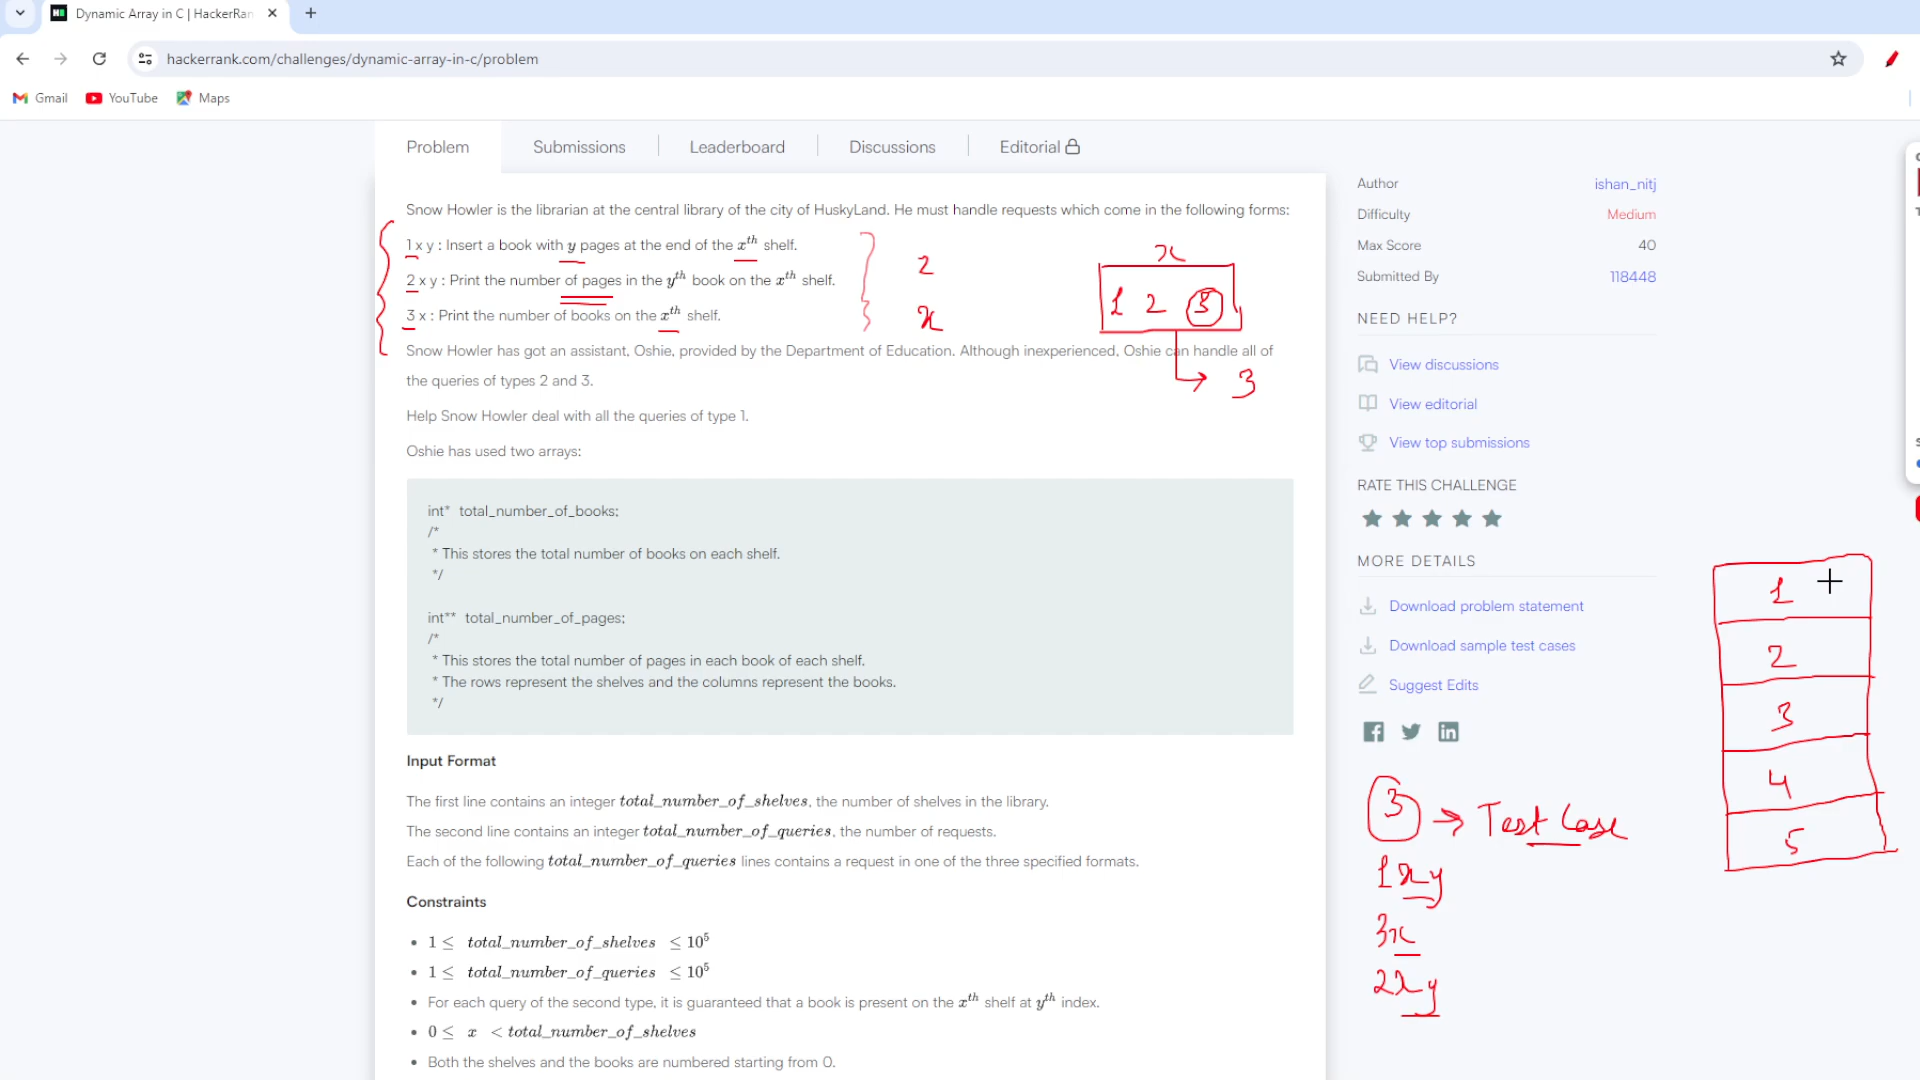 Dynamic Array in C | HackerRan
hackerrank.com/challenges/dynamic-array-in-c/problem
Gmail YouTube Maps
Problem Submissions Leaderboard Discussions Editorial
Snow Howler is the librarian at the central library of the city of HuskyLand. He must handle requests which come in the following forms:
1 x y : Insert a book with y pages at the end of the xth shelf.
2 x y : Print the number of pages in the yth book on the xth shelf.
3 x : Print the number of books on the xth shelf.
2
x
x
1 2 3
3
Snow Howler has got an assistant, Oshie, provided by the Department of Education. Although inexperienced, Oshie can handle all of
the queries of types 2 and 3.
Help Snow Howler deal with all the queries of type 1.
Oshie has used two arrays:
int* total_number_of_books;
/*
* This stores the total number of books on each shelf.
*/
int** total_number_of_pages;
/*
* This stores the total number of pages in each book of each shelf.
* The rows represent the shelves and the columns represent the books.
*/
Input Format
The first line contains an integer total_number_of_shelves, the number of shelves in the library.
The second line contains an integer total_number_of_queries, the number of requests.
Each of the following total_number_of_queries lines contains a request in one of the three specified formats.
Constraints
• 1 ≤ total_number_of_shelves ≤ 10^5
• 1 ≤ total_number_of_queries ≤ 10^5
• For each query of the second type, it is guaranteed that a book is present on the xth shelf at yth index.
• 0 ≤ x < total_number_of_shelves
• Both the shelves and the books are numbered starting from 0.
Author ishan_nitj
Difficulty Medium
Max Score 40
Submitted By 118448
NEED HELP?
View discussions
View editorial
View top submissions
RATE THIS CHALLENGE
MORE DETAILS
Download problem statement
Download sample test cases
Suggest Edits
3 → Test Case
1xy
3x
2xy
1
2
3
4
5